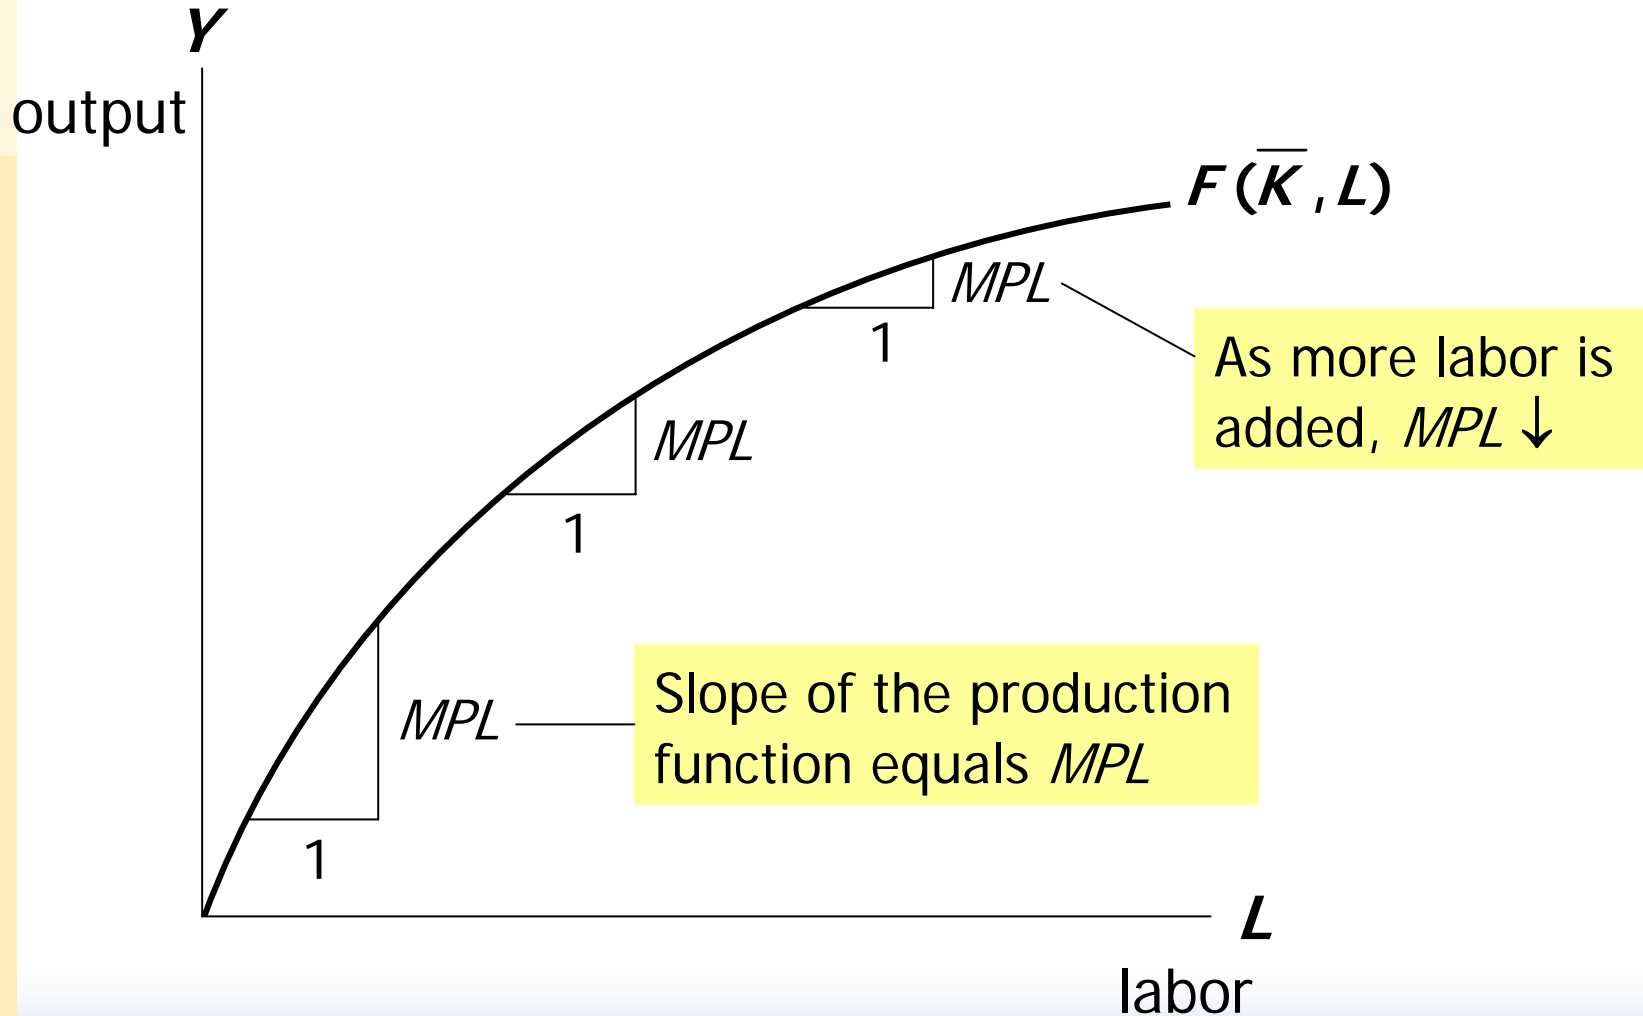 Y
output
F (K̅ , L)
MPL
1
As more labor is
added, MPL ↓
MPL
1
MPL
Slope of the production
function equals MPL
1
L
labor